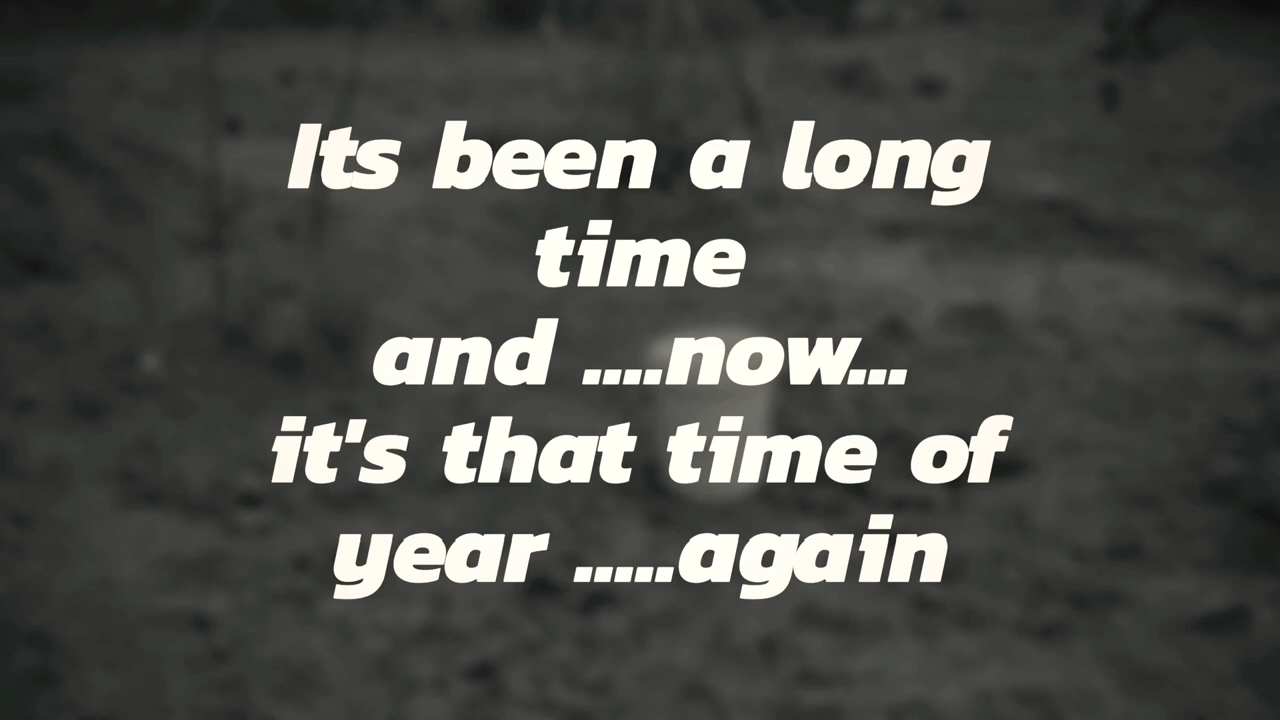 Its been a long
time
and ....now...
it's that time of
year .....again